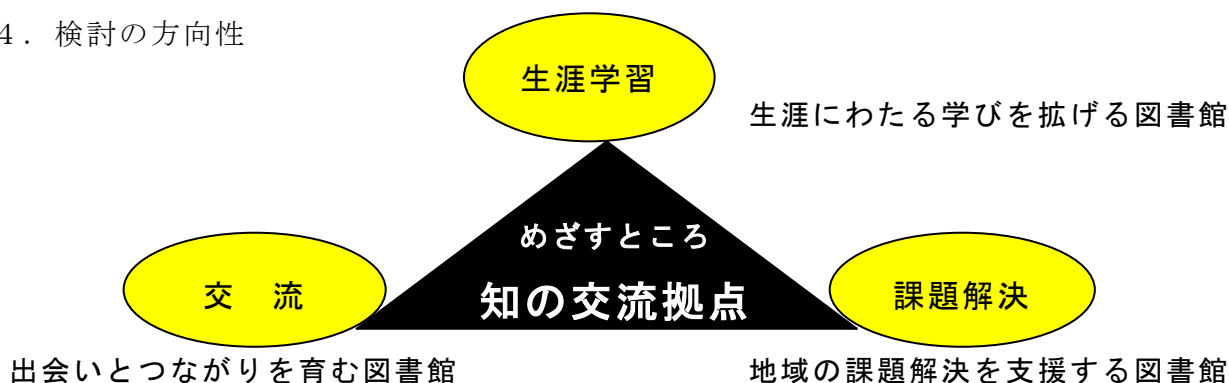 4．検討の方向性
生涯学習
生涯にわたる学びを拡げる図書館
めざすところ
知の交流拠点
交　流
課題解決
出会いとつながりを育む図書館
地域の課題解決を支援する図書館